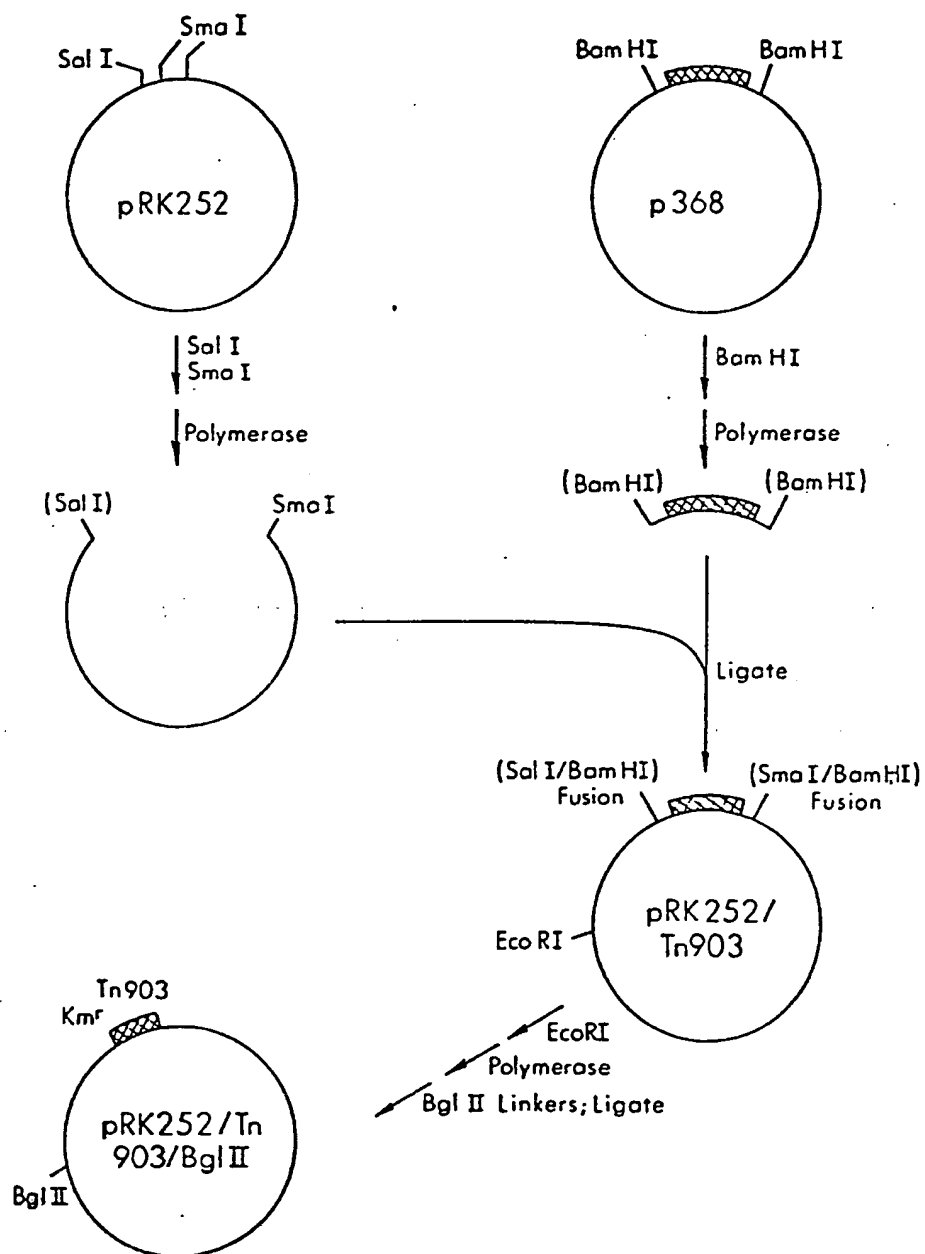 Sal I
Sma I
Sma I
pRK252
Bam HI
Bam HI
p368
Sal I
Sma I
Polymerase
Bam HI
Polymerase
(Sal I)
Sma I
(Bam HI)
(Bam HI)
Ligate
(Sal I/Bam HI)
Fusion
(Sma I/Bam HI)
Fusion
pRK252/
Tn903
Eco RI
EcoRI
Polymerase
Bgl II Linkers; Ligate
Tn903
Kmr
pRK252/Tn
903/Bgl II
Bgl II